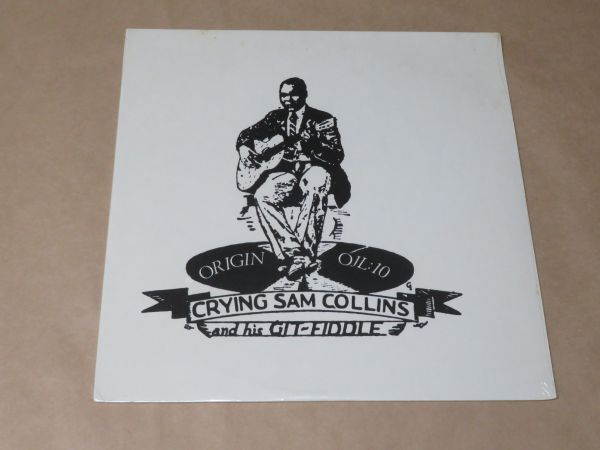 ORIGIN OJL:10
CRYING SAM COLLINS
and his GIT-FIDDLE